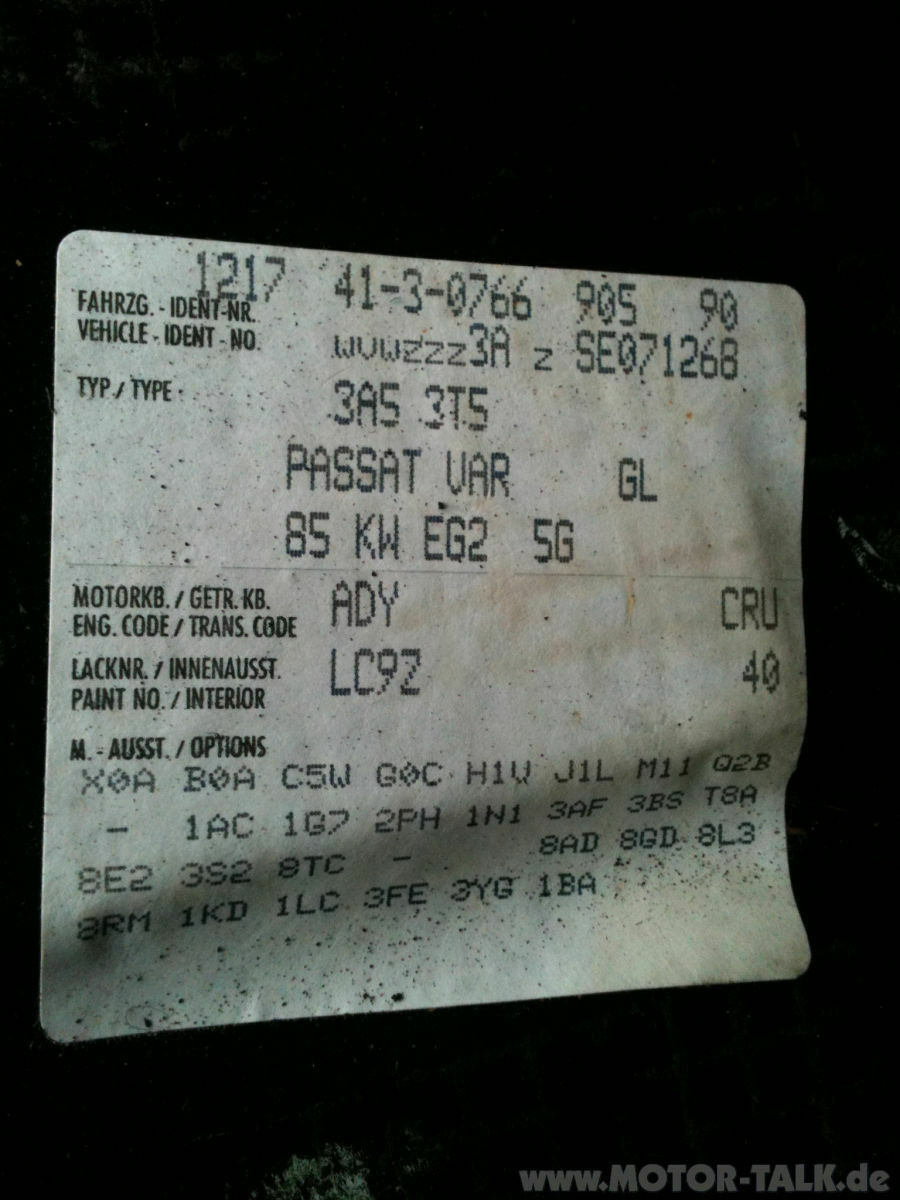 1217 41-3-0766 905 90
FAHRZG. - IDENT-NR.
VEHICLE - IDENT - NO. WVWZZZ3A Z SE071268
TYP / TYPE 3A5 3T5
PASSAT VAR GL
85 KW EG2 5G
MOTORKB. / GETR. KB.
ENG. CODE / TRANS. CODE ADY CRU
LACKNR. / INNENAUSST.
PAINT NO. / INTERIOR LC9Z 40
M. - AUSST. / OPTIONS
X0A B0A C5W G0C H1V J1L M11 Q2B
- 1AC 1G7 2PH 1N1 3AF 3BS T8A
8E2 3S2 8TC - 8AD 8GD 8L3
8RM 1KD 1LC 3FE 3YG 1BA
www.MOTOR-TALK.de